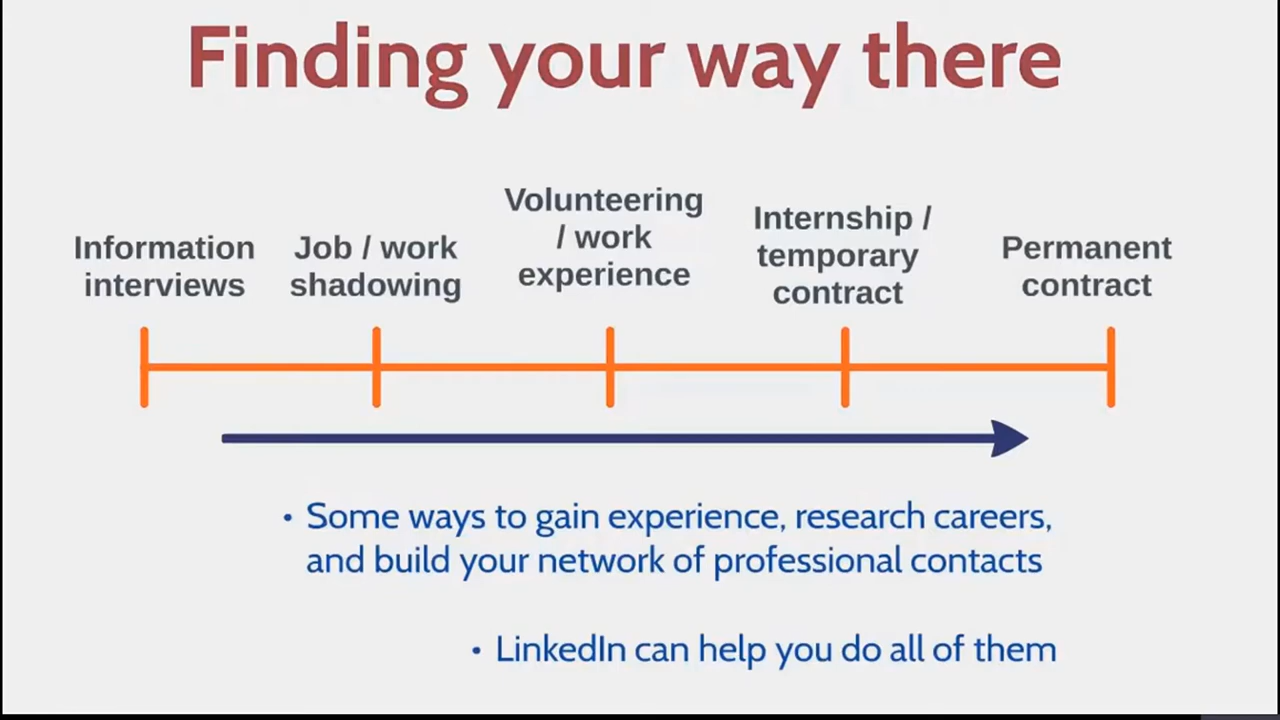 Finding your way there
Information
interviews
Job / work
shadowing
Volunteering
/ work
experience
Internship /
temporary
contract
Permanent
contract
• Some ways to gain experience, research careers,
and build your network of professional contacts
• LinkedIn can help you do all of them